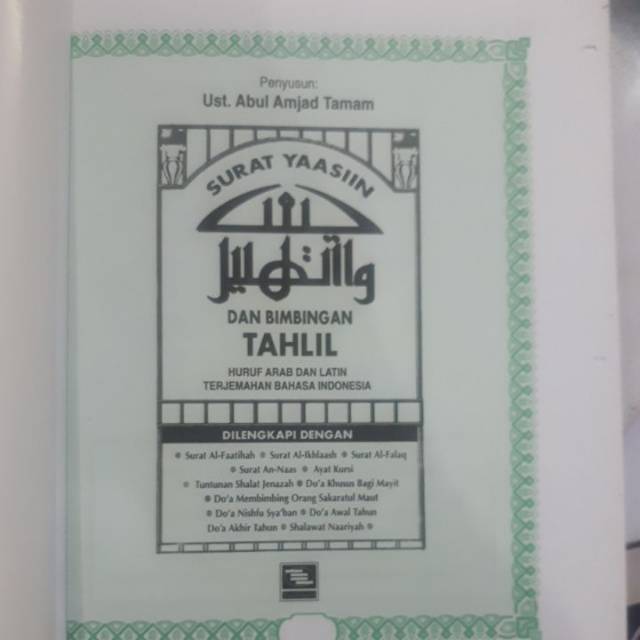 Penyusun:
Ust. Abul Amjad Tamam
SURAT YAASIIN
يس
والتهليل
DAN BIMBINGAN
TAHLIL
HURUF ARAB DAN LATIN
TERJEMAHAN BAHASA INDONESIA
DILENGKAPI DENGAN
* Surat Al-Faatihah * Surat Al-Ikhlaash * Surat Al-Falaq
* Surat An-Naas * Ayat Kursi
* Tuntunan Shalat Jenazah * Do'a Khusus Bagi Mayit
* Do'a Membimbing Orang Sakaratul Maut
* Do'a Nishfu Sya'ban * Do'a Awal Tahun
Do'a Akhir Tahun * Shalawat Naariyah *